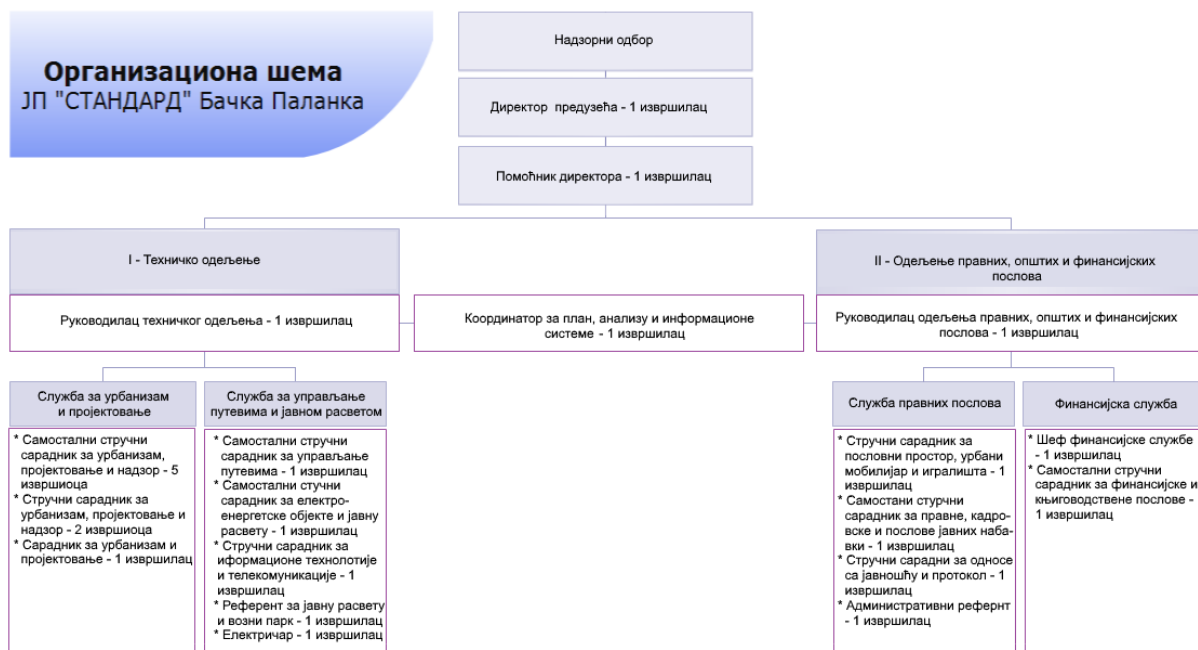 Организациона шема
ЈП "СТАНДАРД" Бачка Паланка
Надзорни одбор
Директор предузећа - 1 извршилац
Помоћник директора - 1 извршилац
I - Техничко одељење
II - Одељење правних, општих и финансијских
послова
Руководилац техничког одељења - 1 извршилац
Координатор за план, анализу и информационе
системе - 1 извршилац
Руководилац одељења правних, општих и финансијских
послова - 1 извршилац
Служба за урбанизам
и пројектовање
* Самостални стручни
сарадник за урбанизам,
пројектовање и надзор - 5
извршиоца
* Стручни сарадник за
урбанизам, пројектовање и
надзор - 2 извршиоца
* Сарадник за урбанизам и
пројектовање - 1 извршилац
Служба за управљање
путевима и јавном расветом
* Самостални стручни
сарадник за управљање
путевима - 1 извршилац
* Самостални стучни
сарадник за електро-
енергетске објекте и јавну
расвету - 1 извршилац
* Стручни сарадник за
иформационе технолотије
и телекомуникације - 1
извршилац
* Референт за јавну расвету
и возни парк - 1 извршилац
* Електричар - 1 извршилац
Служба правних послова
* Стручни сарадник за
пословни простор, урбани
мобилијар и игралишта - 1
извршилац
* Самостани стурчни
сарадник за правне, кадро-
вске и послове јавних наба-
вки - 1 извршилац
* Стручни сарадни за односе
са јавношћу и протокол - 1
извршилац
* Административни рефернт
- 1 извршилац
Финансијска служба
* Шеф финансијске службе
- 1 извршилац
* Самостални стручни
сарадник за финансијске и
књиговодствене послове -
1 извршилац